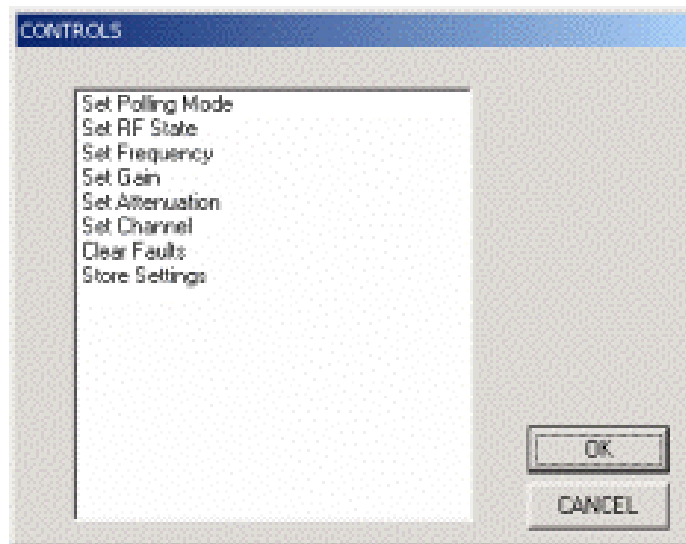 CONTROLS
Set Polling Mode
Set RF State
Set Frequency
Set Gain
Set Attenuation
Set Channel
Clear Faults
Store Settings
OK
CANCEL